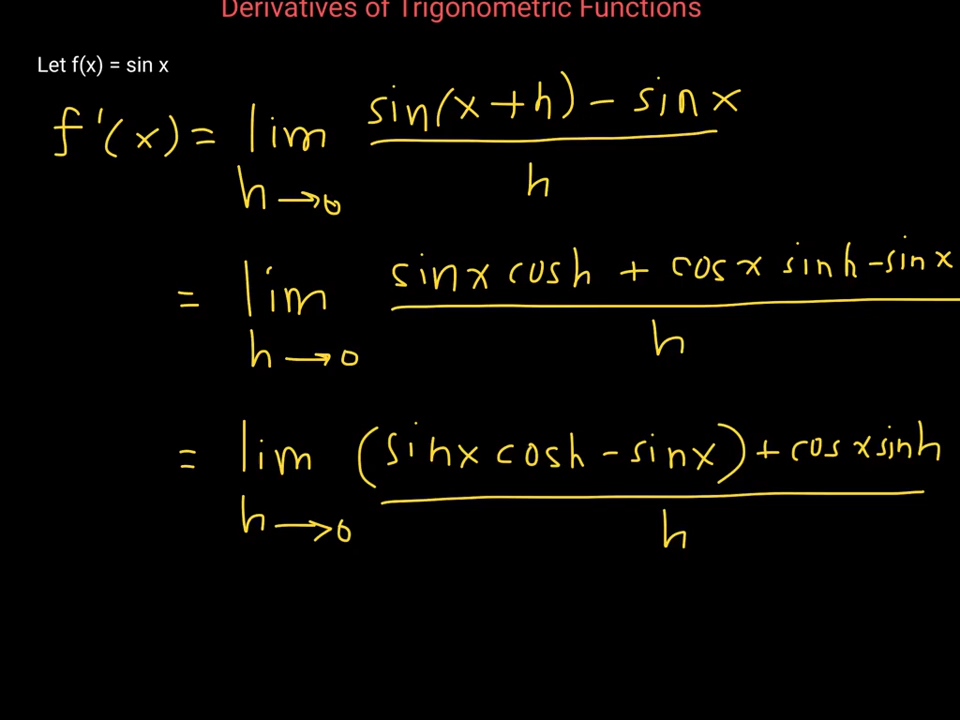 Derivatives of Trigonometric Functions
Let f(x) = sin x
f'(x) = lim h→0 sin(x+h) - sinx / h
= lim h→0 sinx cosh + cosx sinh - sinx / h
= lim h→0 (sinx cosh - sinx) + cosx sinh / h